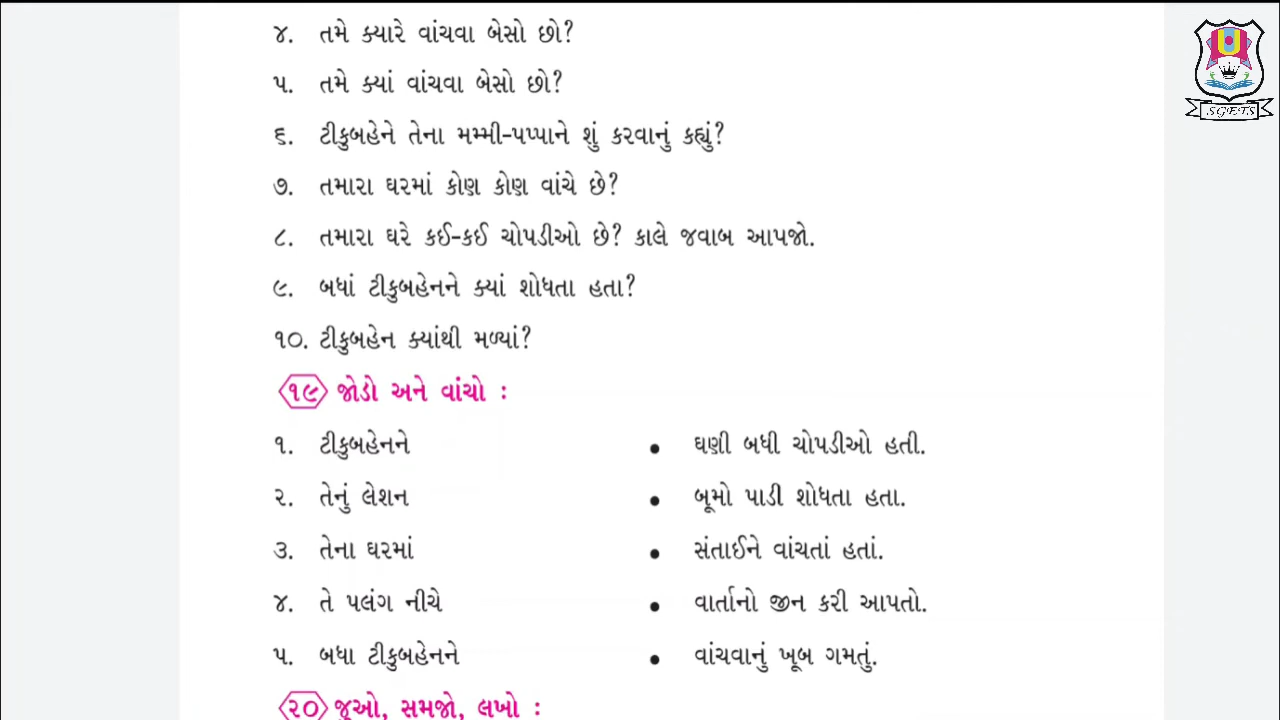 SGETS
૪. તમે ક્યારે વાંચવા બેસો છો?
૫. તમે ક્યાં વાંચવા બેસો છો?
૬. ટીકુબહેને તેના મમ્મી-પપ્પાને શું કરવાનું કહ્યું?
૭. તમારા ઘરમાં કોણ કોણ વાંચે છે?
૮. તમારા ઘરે કઈ-કઈ ચોપડીઓ છે? કાલે જવાબ આપજો.
૯. બધાં ટીકુબહેનને ક્યાં શોધતા હતા?
૧૦. ટીકુબહેન ક્યાંથી મળ્યાં?
૧૯ જોડો અને વાંચો :
૧. ટીકુબહેનને • ઘણી બધી ચોપડીઓ હતી.
૨. તેનું લેશન • બૂમો પાડી શોધતા હતા.
૩. તેના ઘરમાં • સંતાઈને વાંચતાં હતાં.
૪. તે પલંગ નીચે • વાર્તાનો જીન કરી આપતો.
૫. બધા ટીકુબહેનને • વાંચવાનું ખૂબ ગમતું.
૨૦ જૂઓ, સમજો, લખો :